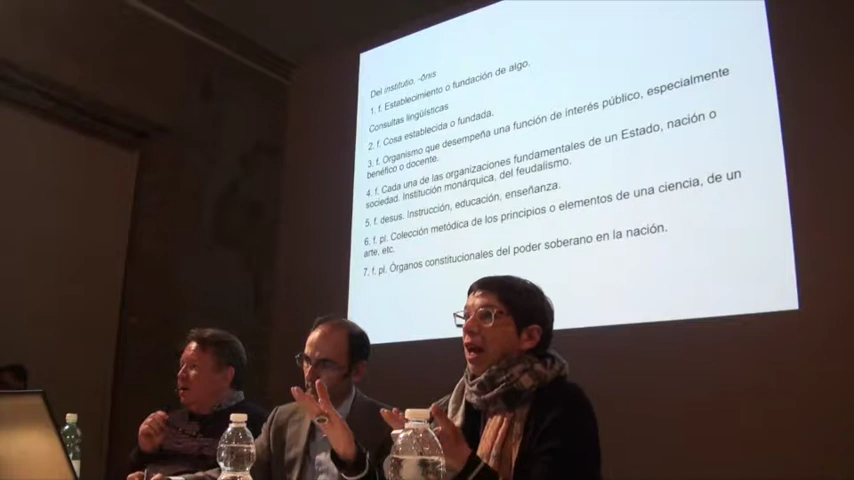 Del institutio, -ōnis
1. f. Establecimiento o fundación de algo.
Consultas lingüísticas
2. f. Cosa establecida o fundada.
3. f. Organismo que desempeña una función de interés público, especialmente
benéfico o docente.
4. f. Cada una de las organizaciones fundamentales de un Estado, nación o
sociedad. Institución monárquica, del feudalismo.
5. f. desus. Instrucción, educación, enseñanza.
6. f. pl. Colección metódica de los principios o elementos de una ciencia, de un
arte, etc.
7. f. pl. Órganos constitucionales del poder soberano en la nación.